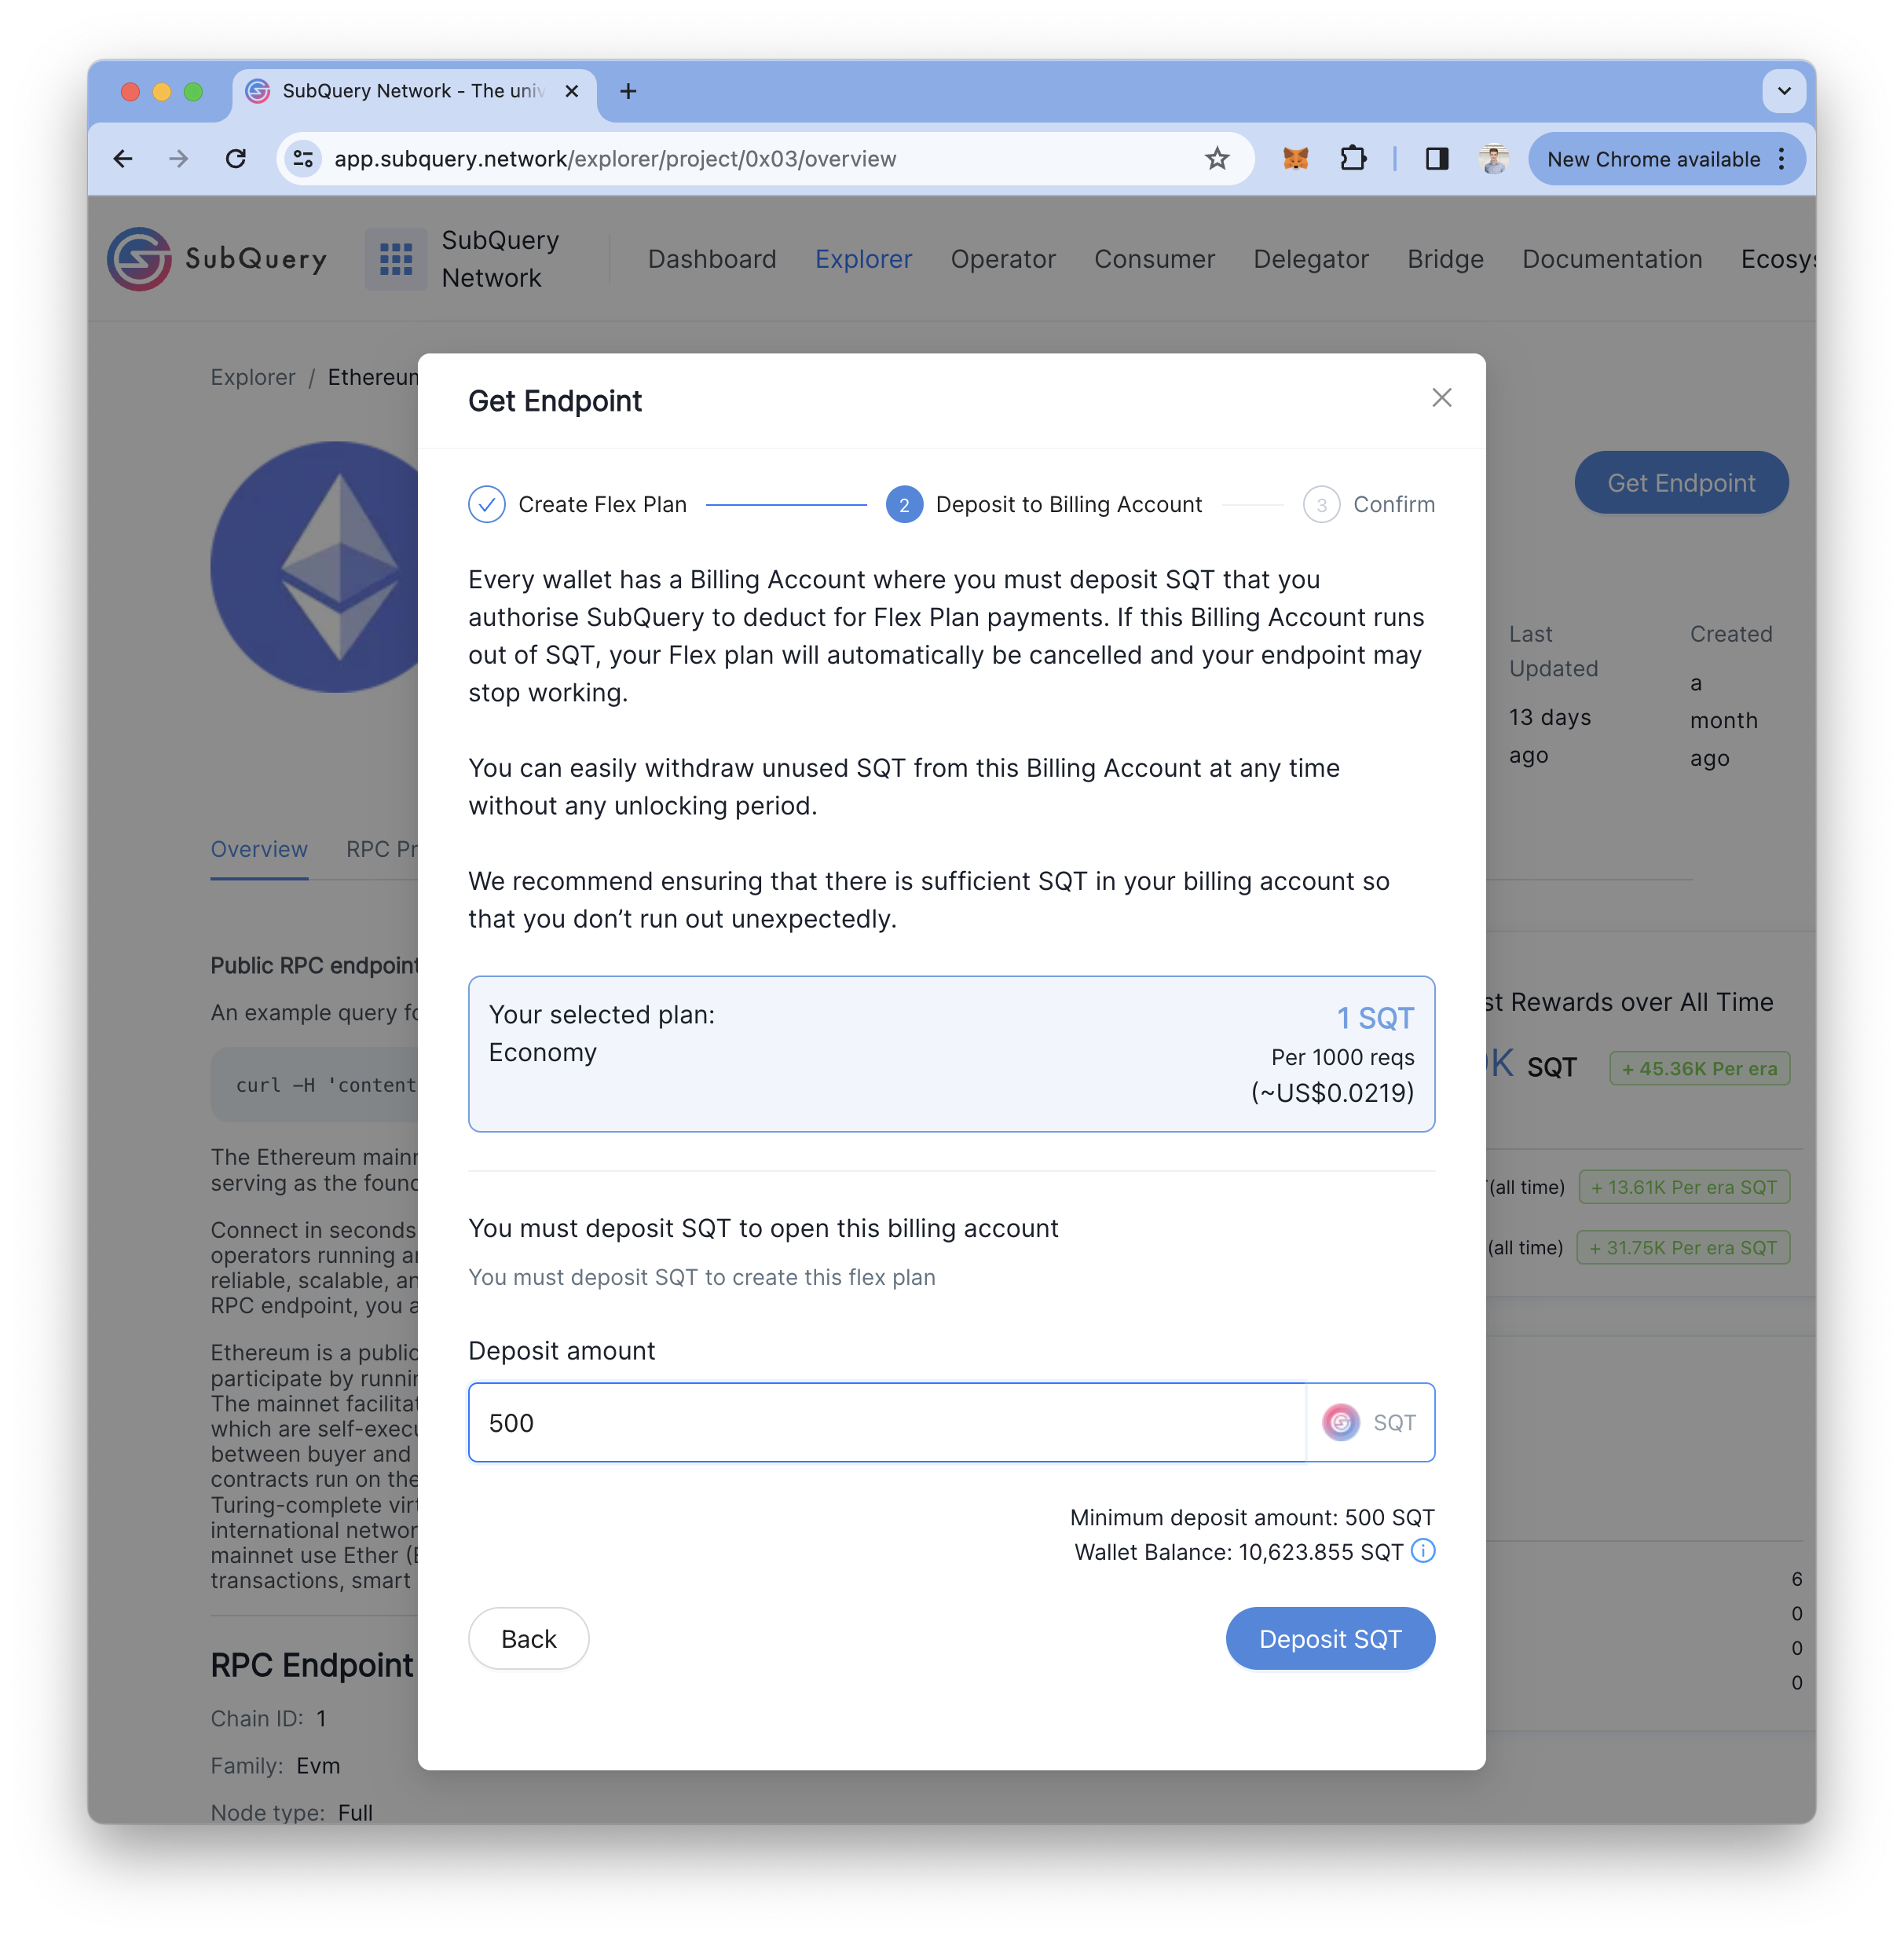 SubQuery Network - The univ
app.subquery.network/explorer/project/0x03/overview
New Chrome available
SubQuery
SubQuery
Network
Dashboard
Explorer
Operator
Consumer
Delegator
Bridge
Documentation
Ecosys
Explorer / Ethereum
Get Endpoint
Last
Updated
13 days
ago
Created
a
month
ago
Overview
RPC Pr
Public RPC endpoint
An example query fo
curl -H 'content
The Ethereum mainn
serving as the found
Connect in seconds
operators running an
reliable, scalable, an
RPC endpoint, you a
Ethereum is a public
participate by runnin
The mainnet facilitat
which are self-execu
between buyer and
contracts run on the
Turing-complete virt
international networ
mainnet use Ether (E
transactions, smart
RPC Endpoint
Chain ID: 1
Family: Evm
Node type: Full
st Rewards over All Time
K SQT
+ 45.36K Per era
(all time)
+ 13.61K Per era SQT
(all time)
+ 31.75K Per era SQT
6
0
0
0
Get Endpoint
Create Flex Plan
2 Deposit to Billing Account
3 Confirm
Every wallet has a Billing Account where you must deposit SQT that you
authorise SubQuery to deduct for Flex Plan payments. If this Billing Account runs
out of SQT, your Flex plan will automatically be cancelled and your endpoint may
stop working.
You can easily withdraw unused SQT from this Billing Account at any time
without any unlocking period.
We recommend ensuring that there is sufficient SQT in your billing account so
that you don’t run out unexpectedly.
Your selected plan:
Economy
1 SQT
Per 1000 reqs
(~US$0.0219)
You must deposit SQT to open this billing account
You must deposit SQT to create this flex plan
Deposit amount
500
SQT
Minimum deposit amount: 500 SQT
Wallet Balance: 10,623.855 SQT
Back
Deposit SQT